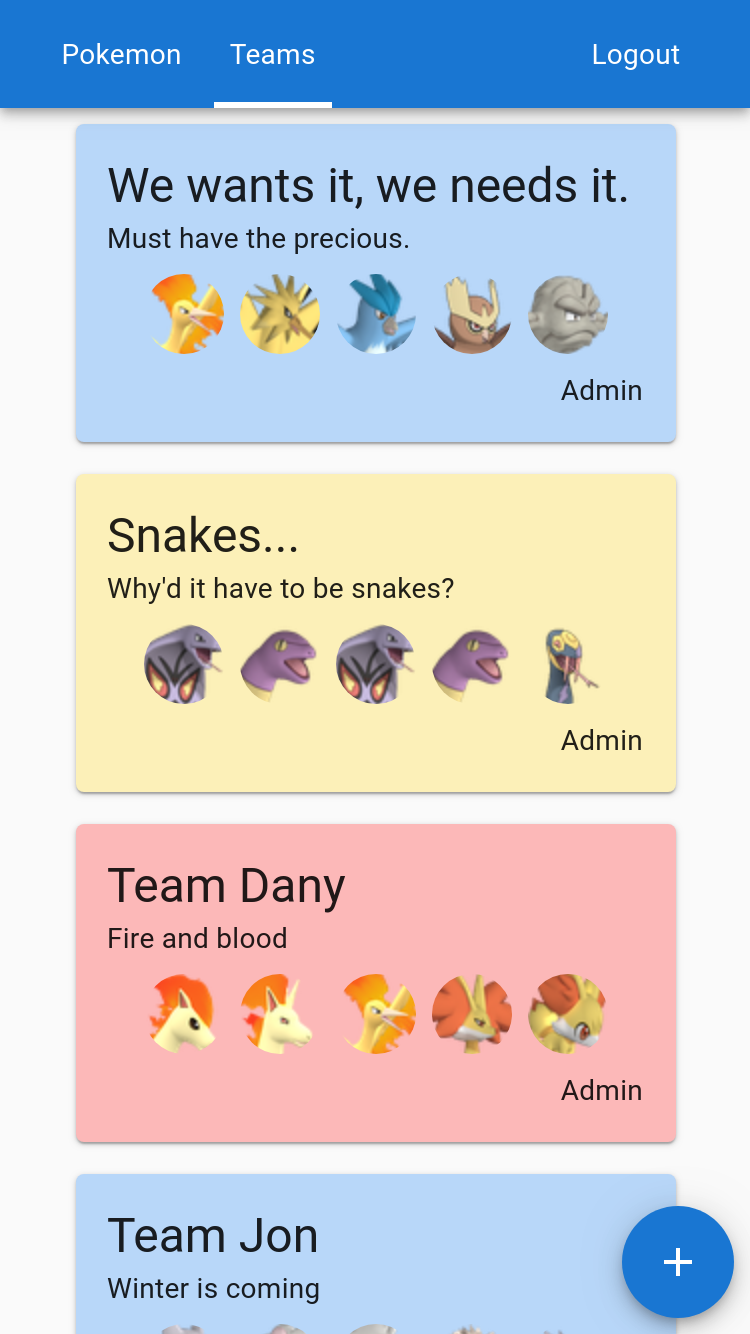 Pokemon Teams Logout
We wants it, we needs it.
Must have the precious.
Admin
Snakes...
Why'd it have to be snakes?
Admin
Team Dany
Fire and blood
Admin
Team Jon
Winter is coming
+